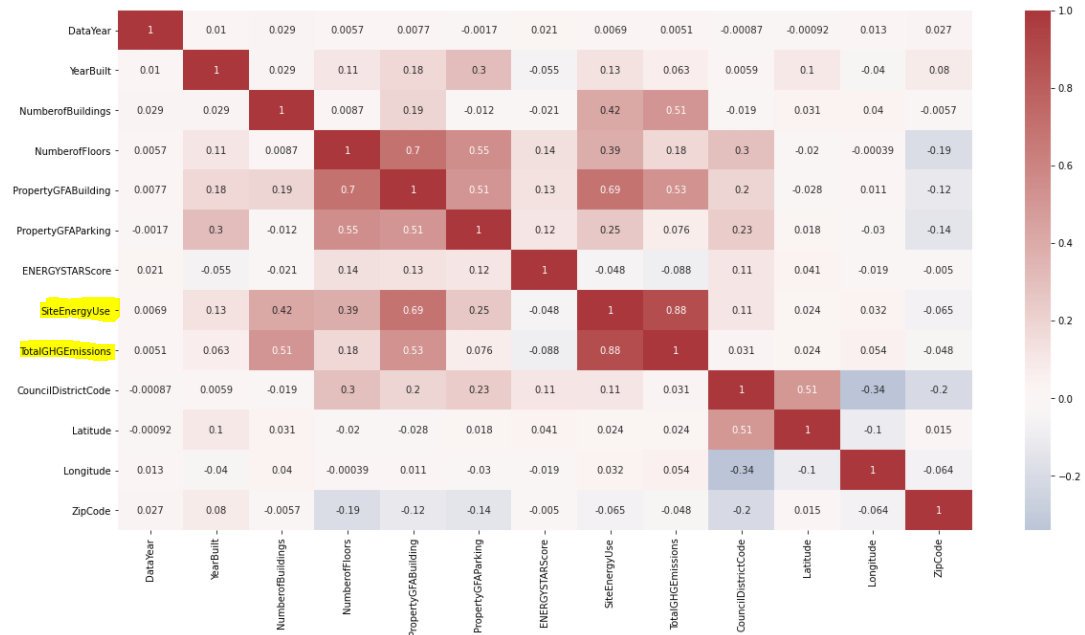 DataYear 1 0.01 0.029 0.0057 0.0077 -0.0017 0.021 0.0069 0.0051 -0.00087 -0.00092 0.013 0.027
YearBuilt 0.01 1 0.029 0.11 0.18 0.3 -0.055 0.13 0.063 0.0059 0.1 -0.04 0.08
NumberofBuildings 0.029 0.029 1 0.0087 0.19 -0.012 -0.021 0.42 0.51 -0.019 0.031 0.04 -0.0057
NumberofFloors 0.0057 0.11 0.0087 1 0.7 0.55 0.14 0.39 0.18 0.3 -0.02 -0.00039 -0.19
PropertyGFABuilding 0.0077 0.18 0.19 0.7 1 0.51 0.13 0.69 0.53 0.2 -0.028 0.011 -0.12
PropertyGFAParking -0.0017 0.3 -0.012 0.55 0.51 1 0.12 0.25 0.076 0.23 0.018 -0.03 -0.14
ENERGYSTARScore 0.021 -0.055 -0.021 0.14 0.13 0.12 1 -0.048 -0.088 0.11 0.041 -0.019 -0.005
SiteEnergyUse 0.0069 0.13 0.42 0.39 0.69 0.25 -0.048 1 0.88 0.11 0.024 0.032 -0.065
TotalGHGEmissions 0.0051 0.063 0.51 0.18 0.53 0.076 -0.088 0.88 1 0.031 0.024 0.054 -0.048
CouncilDistrictCode -0.00087 0.0059 -0.019 0.3 0.2 0.23 0.11 0.11 0.031 1 0.51 -0.34 -0.2
Latitude -0.00092 0.1 0.031 -0.02 -0.028 0.018 0.041 0.024 0.024 0.51 1 -0.1 0.015
Longitude 0.013 -0.04 0.04 -0.00039 0.011 -0.03 -0.019 0.032 0.054 -0.34 -0.1 1 -0.064
ZipCode 0.027 0.08 -0.0057 -0.19 -0.12 -0.14 -0.005 -0.065 -0.048 -0.2 0.015 -0.064 1
DataYear
YearBuilt
NumberofBuildings
NumberofFloors
PropertyGFABuilding
PropertyGFAParking
ENERGYSTARScore
SiteEnergyUse
TotalGHGEmissions
CouncilDistrictCode
Latitude
Longitude
ZipCode
1.0
0.8
0.6
0.4
0.2
0.0
−0.2